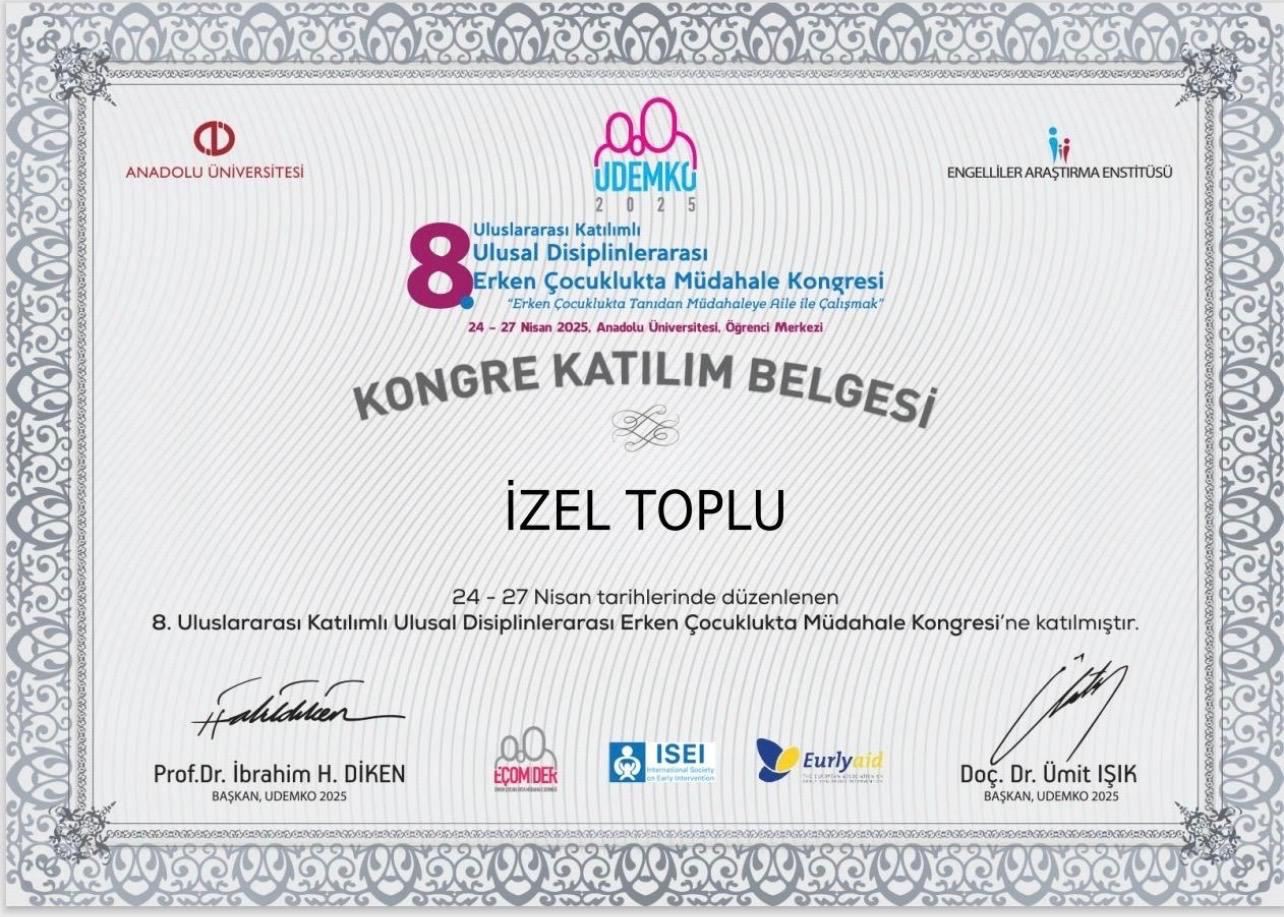 ANADOLU ÜNİVERSİTESİ
UDEMKO
2025
ENGELLİLER ARAŞTIRMA ENSTİTÜSÜ
8.
Uluslararası Katılımlı
Ulusal Disiplinlerarası
Erken Çocuklukta Müdahale Kongresi
"Erken Çocuklukta Tanıdan Müdahaleye Aile ile Çalışmak"
24 - 27 Nisan 2025, Anadolu Üniversitesi, Öğrenci Merkezi
KONGRE KATILIM BELGESİ
İZEL TOPLU
24 - 27 Nisan tarihlerinde düzenlenen
8. Uluslararası Katılımlı Ulusal Disiplinlerarası Erken Çocuklukta Müdahale Kongresi'ne katılmıştır.
Prof.Dr. İbrahim H. DİKEN
BAŞKAN, UDEMKO 2025
EÇOMDER
ISEI
International Society
on Early Intervention
Eurlyaid
Doç. Dr. Ümit IŞIK
BAŞKAN, UDEMKO 2025